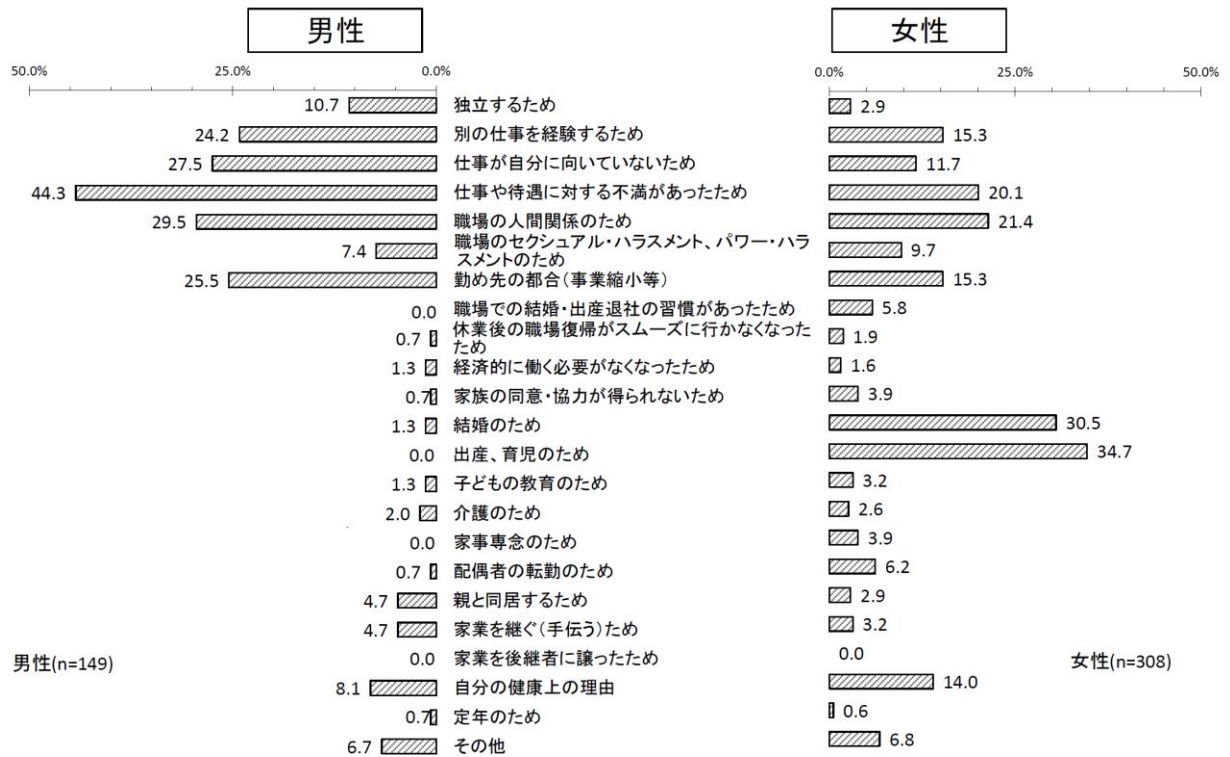 男性 女性
50.0% 25.0% 0.0% 0.0% 25.0% 50.0%
10.7 独立するため 2.9
24.2 別の仕事を経験するため 15.3
27.5 仕事が自分に向いていないため 11.7
44.3 仕事や待遇に対する不満があったため 20.1
29.5 職場の人間関係のため 21.4
7.4 職場のセクシュアル・ハラスメント、パワー・ハラ
スメントのため 9.7
25.5 勤め先の都合(事業縮小等) 15.3
0.0 職場での結婚・出産退社の習慣があったため 5.8
0.7 休業後の職場復帰がスムーズに行かなくなった
ため 1.9
1.3 経済的に働く必要がなくなったため 1.6
0.7 家族の同意・協力が得られないため 3.9
1.3 結婚のため 30.5
0.0 出産、育児のため 34.7
1.3 子どもの教育のため 3.2
2.0 介護のため 2.6
0.0 家事専念のため 3.9
0.7 配偶者の転勤のため 6.2
4.7 親と同居するため 2.9
4.7 家業を継ぐ(手伝う)ため 3.2
男性(n=149) 0.0 家業を後継者に譲ったため 0.0 女性(n=308)
8.1 自分の健康上の理由 14.0
0.7 定年のため 0.6
6.7 その他 6.8